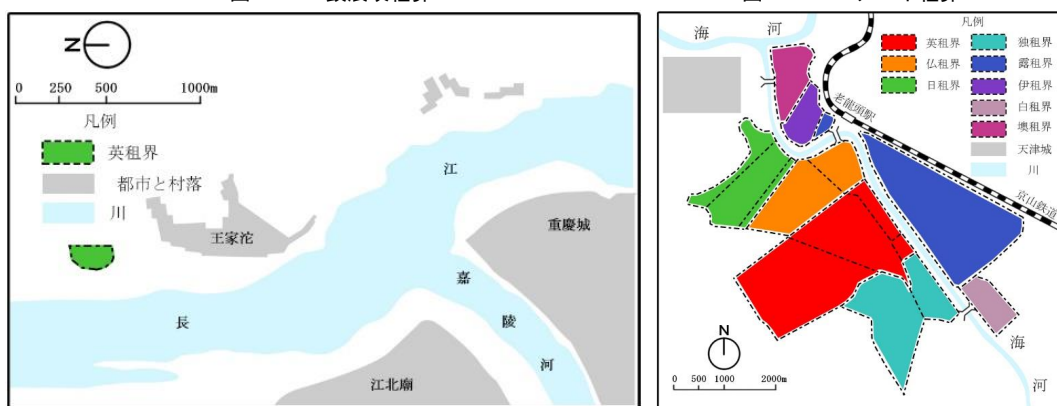 N
0 250 500 1000m
凡例
英租界
都市と村落
川
王家沱
江
重慶城
嘉
陵
河
長
江北廟
海
河
凡例
英租界
仏租界
日租界
独租界
露租界
伊租界
白租界
墺租界
天津城
川
老龍頭駅
京山鉄道
N
0 500 1000 2000m
海
河